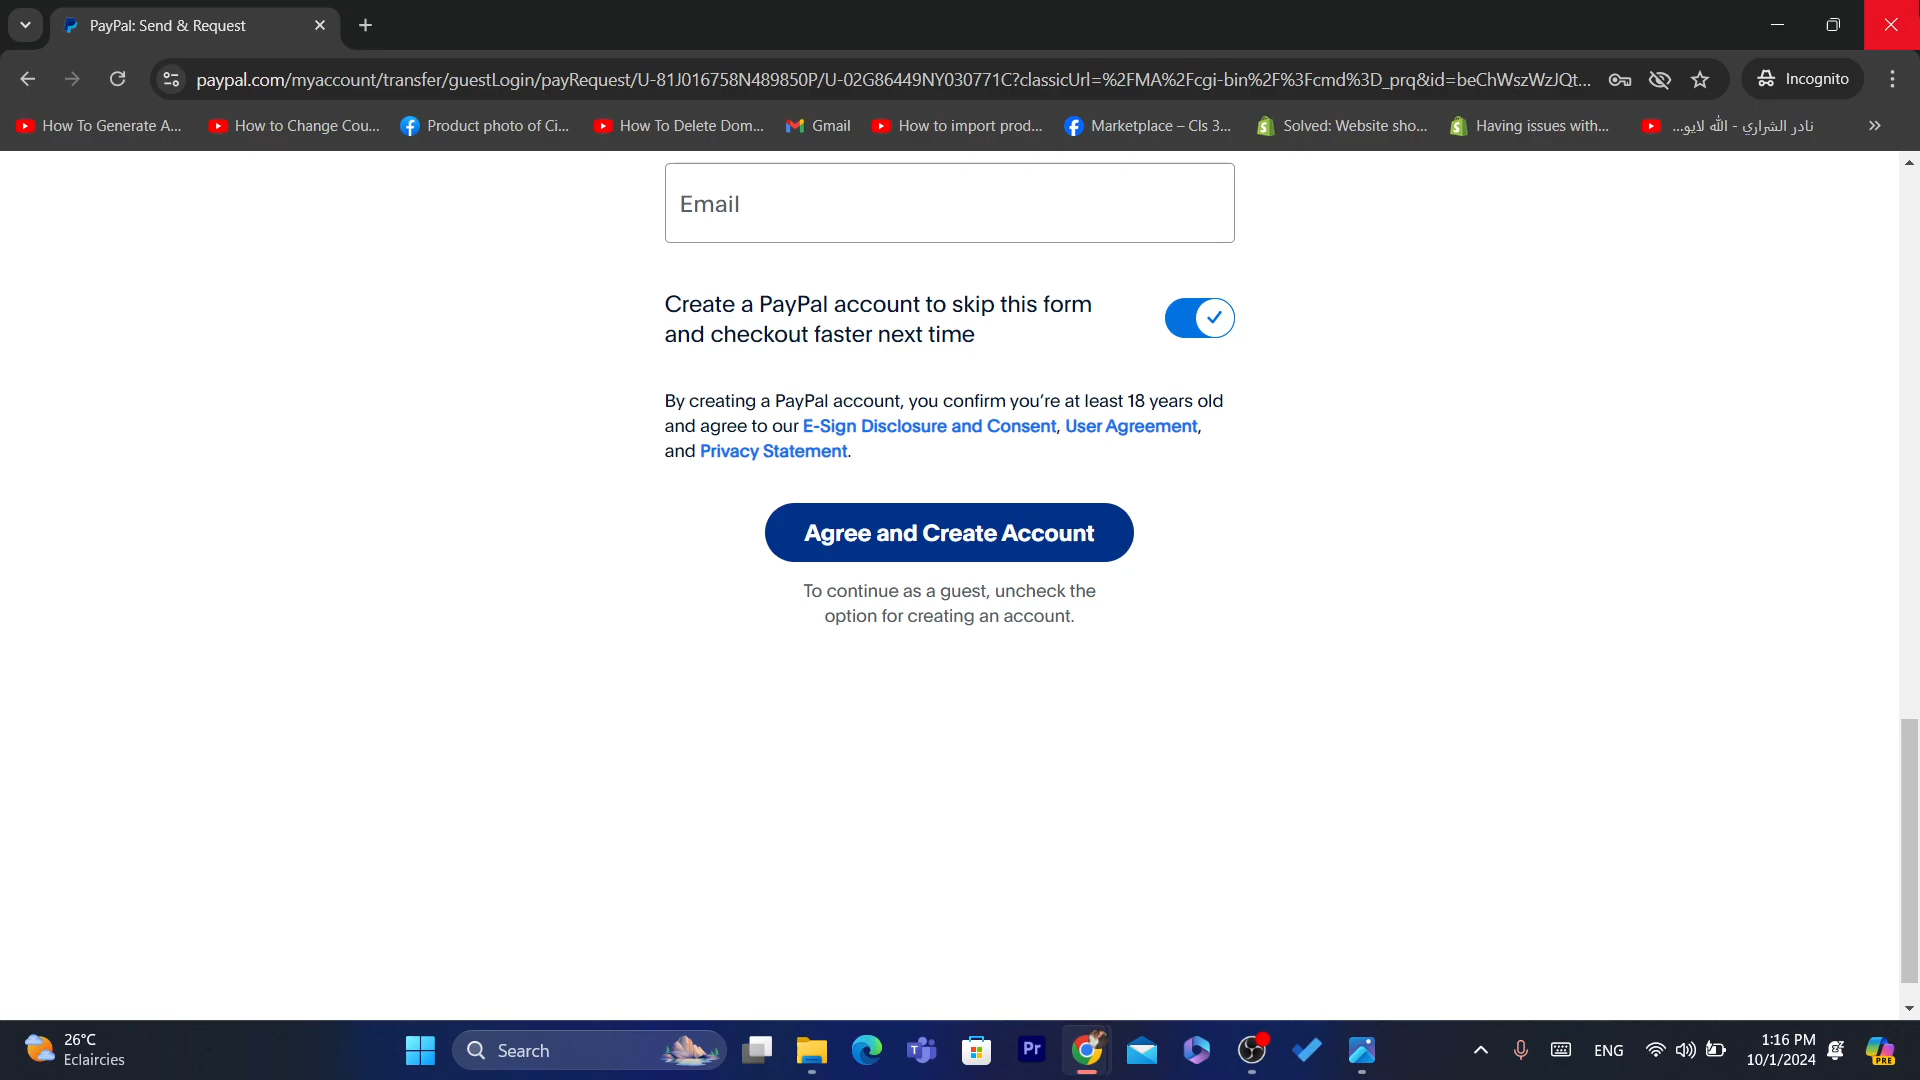 PayPal: Send & Request
paypal.com/myaccount/transfer/guestLogin/payRequest/U-81J016758N489850P/U-02G86449NY030771C?classicUrl=%2FMA%2Fcgi-bin%2F%3Fcmd%3D_prq&id=beChWszWzJQt...
Incognito
How To Generate A...
How to Change Cou...
Product photo of Ci...
How To Delete Dom...
Gmail
How to import prod...
Marketplace – Cls 3...
Solved: Website sho...
Having issues with...
نادر الشراري - الله لايو...
Email
Create a PayPal account to skip this form
and checkout faster next time
By creating a PayPal account, you confirm you're at least 18 years old
and agree to our E-Sign Disclosure and Consent, User Agreement,
and Privacy Statement.
Agree and Create Account
To continue as a guest, uncheck the
option for creating an account.
26°C
Eclaircies
Search
Pr
ENG
1:16 PM
10/1/2024
PRE